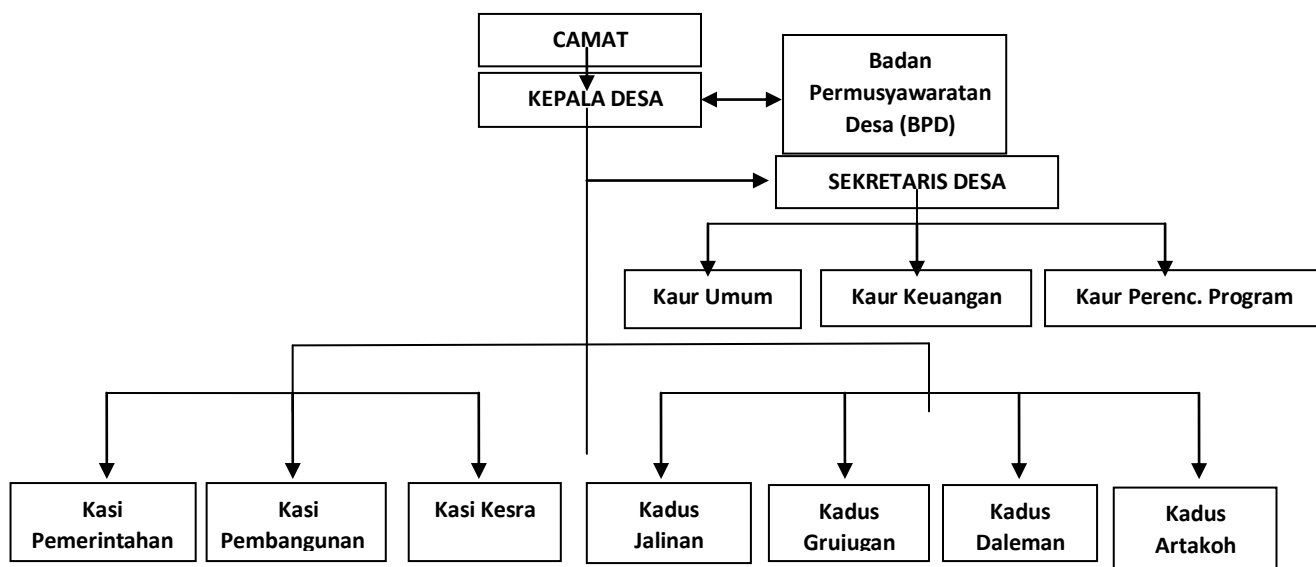 CAMAT
KEPALA DESA
Badan
Permusyawaratan
Desa (BPD)
SEKRETARIS DESA
Kaur Umum
Kaur Keuangan
Kaur Perenc. Program
Kasi
Pemerintahan
Kasi
Pembangunan
Kasi Kesra
Kadus
Jalinan
Kadus
Grujugan
Kadus
Daleman
Kadus
Artakoh